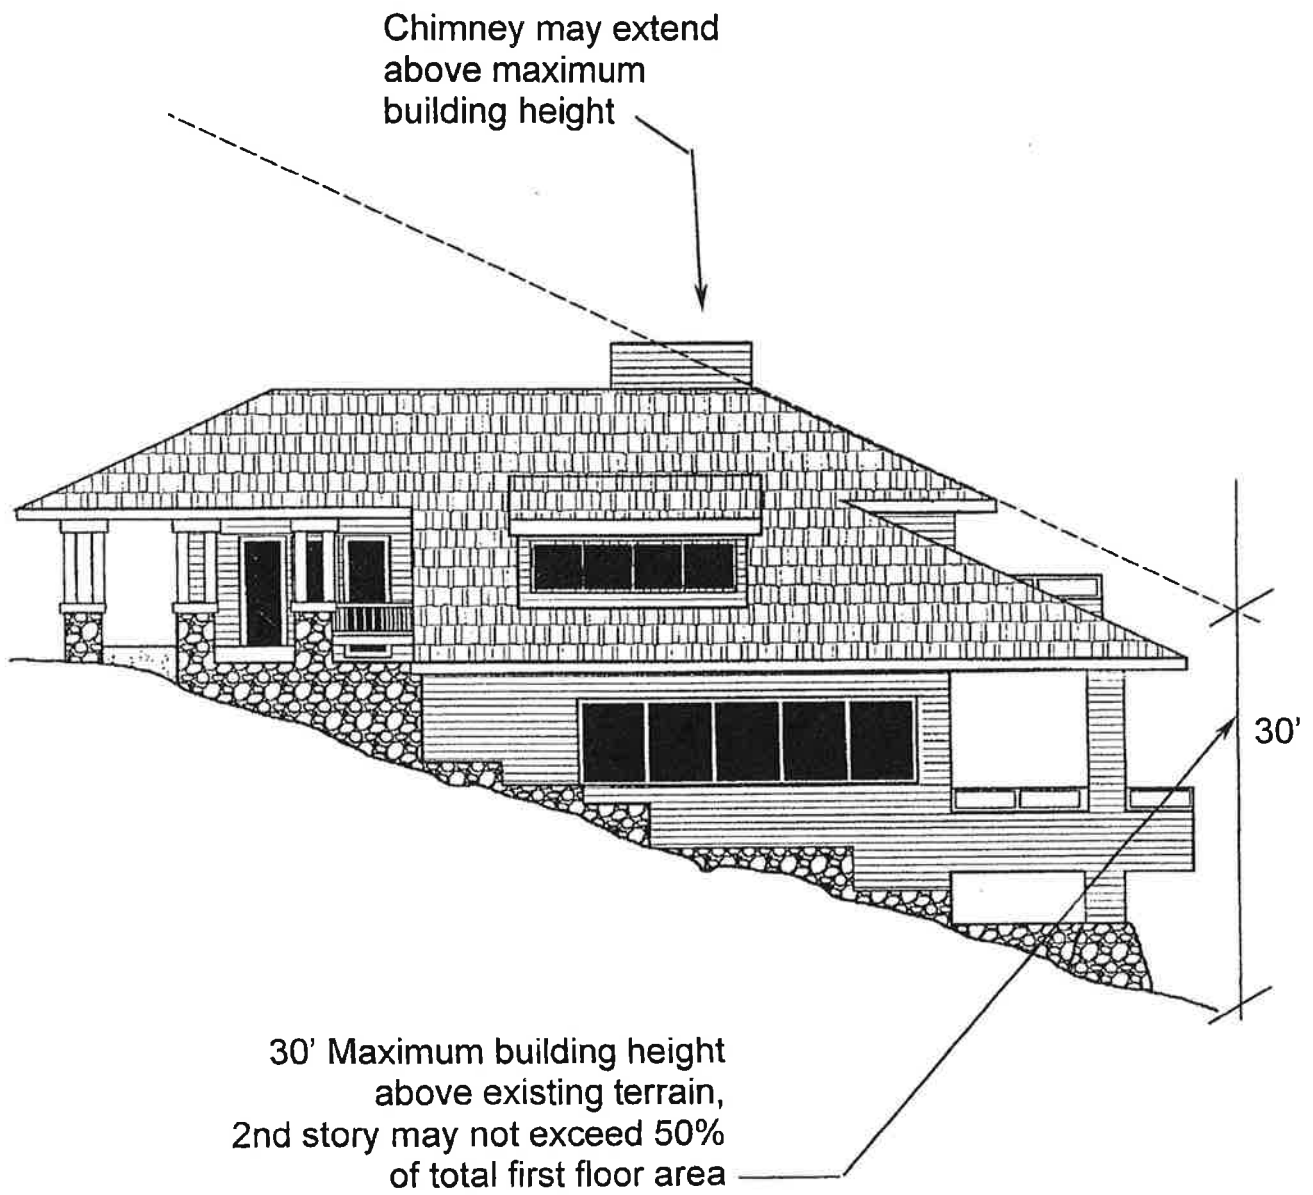 Chimney may extend
above maximum
building height
30’
30’ Maximum building height
above existing terrain,
2nd story may not exceed 50%
of total first floor area